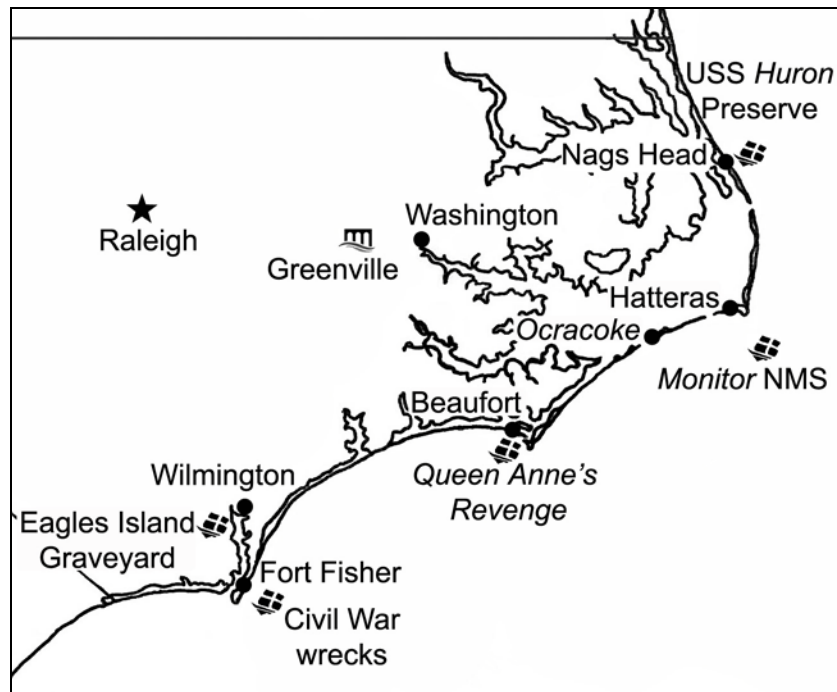 USS Huron
Preserve
Nags Head
Raleigh
Washington
Greenville
Hatteras
Ocracoke
Monitor NMS
Beaufort
Queen Anne's
Revenge
Wilmington
Eagles Island
Graveyard
Fort Fisher
Civil War
wrecks